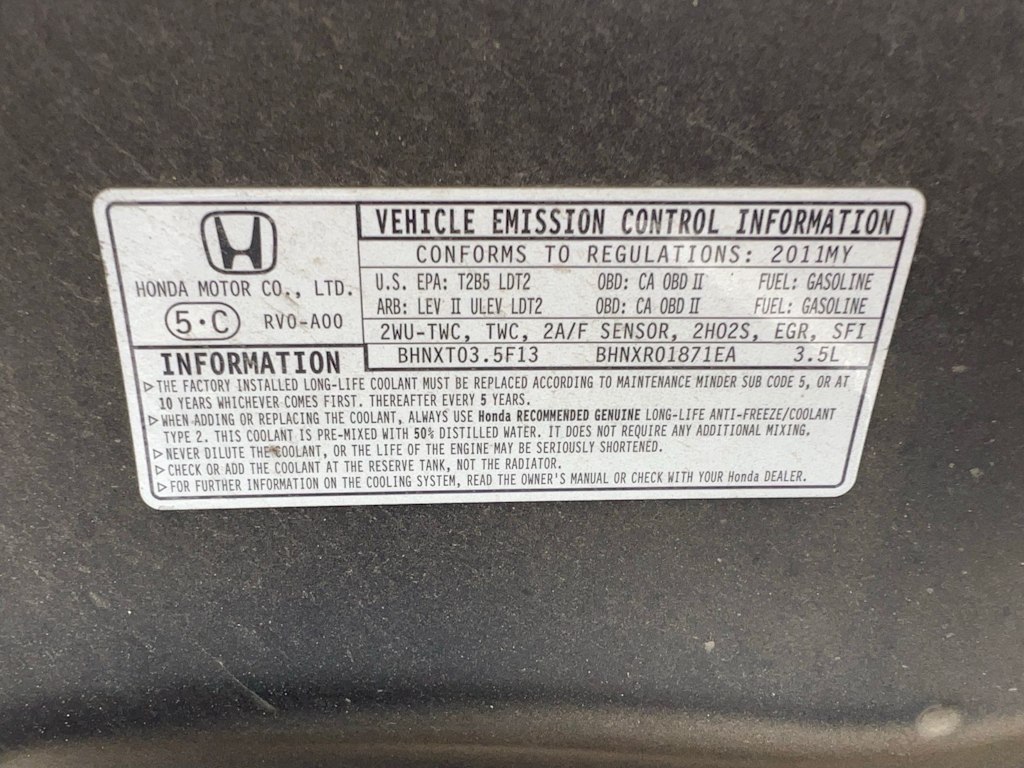 VEHICLE EMISSION CONTROL INFORMATION
CONFORMS TO REGULATIONS: 2011MY
HONDA MOTOR CO., LTD.
U.S. EPA: T2B5 LDT2 OBD: CA OBD II FUEL: GASOLINE
ARB: LEV II ULEV LDT2 OBD: CA OBD II FUEL: GASOLINE
5·C RV0-A00
2WU-TWC, TWC, 2A/F SENSOR, 2HO2S, EGR, SFI
BHNXT03.5F13 BHNXR01871EA 3.5L
INFORMATION
▷THE FACTORY INSTALLED LONG-LIFE COOLANT MUST BE REPLACED ACCORDING TO MAINTENANCE MINDER SUB CODE 5, OR AT
10 YEARS WHICHEVER COMES FIRST. THEREAFTER EVERY 5 YEARS.
▷WHEN ADDING OR REPLACING THE COOLANT, ALWAYS USE Honda RECOMMENDED GENUINE LONG-LIFE ANTI-FREEZE/COOLANT
TYPE 2. THIS COOLANT IS PRE-MIXED WITH 50% DISTILLED WATER. IT DOES NOT REQUIRE ANY ADDITIONAL MIXING.
▷NEVER DILUTE THE COOLANT, OR THE LIFE OF THE ENGINE MAY BE SERIOUSLY SHORTENED.
▷CHECK OR ADD THE COOLANT AT THE RESERVE TANK, NOT THE RADIATOR.
▷FOR FURTHER INFORMATION ON THE COOLING SYSTEM, READ THE OWNER'S MANUAL OR CHECK WITH YOUR Honda DEALER.